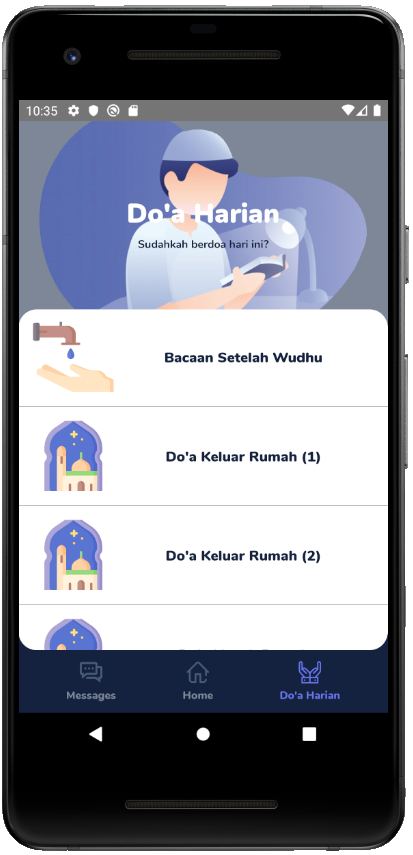 10:35
Do'a Harian
Sudahkah berdoa hari ini?
Bacaan Setelah Wudhu
Do'a Keluar Rumah (1)
Do'a Keluar Rumah (2)
Messages
Home
Do'a Harian